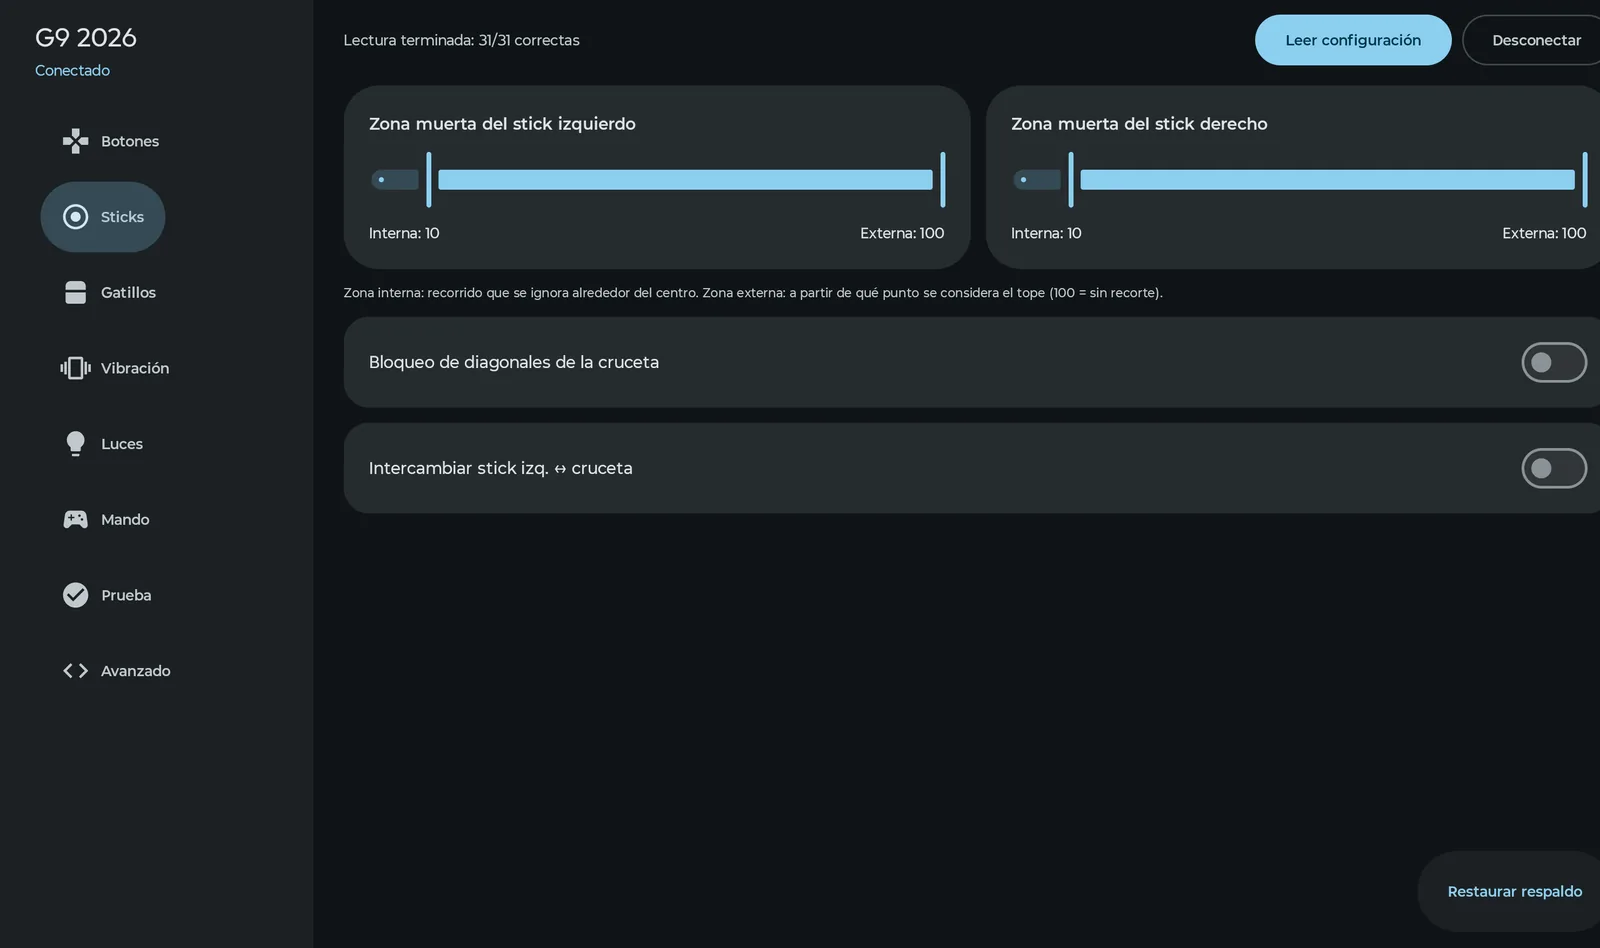 G9 2026
Conectado
Botones
Sticks
Gatillos
Vibración
Luces
Mando
Prueba
Avanzado
Lectura terminada: 31/31 correctas
Leer configuración
Desconectar
Zona muerta del stick izquierdo
Interna: 10
Externa: 100
Zona muerta del stick derecho
Interna: 10
Externa: 100
Zona interna: recorrido que se ignora alrededor del centro. Zona externa: a partir de qué punto se considera el tope (100 = sin recorte).
Bloqueo de diagonales de la cruceta
Intercambiar stick izq. ↔ cruceta
Restaurar respaldo